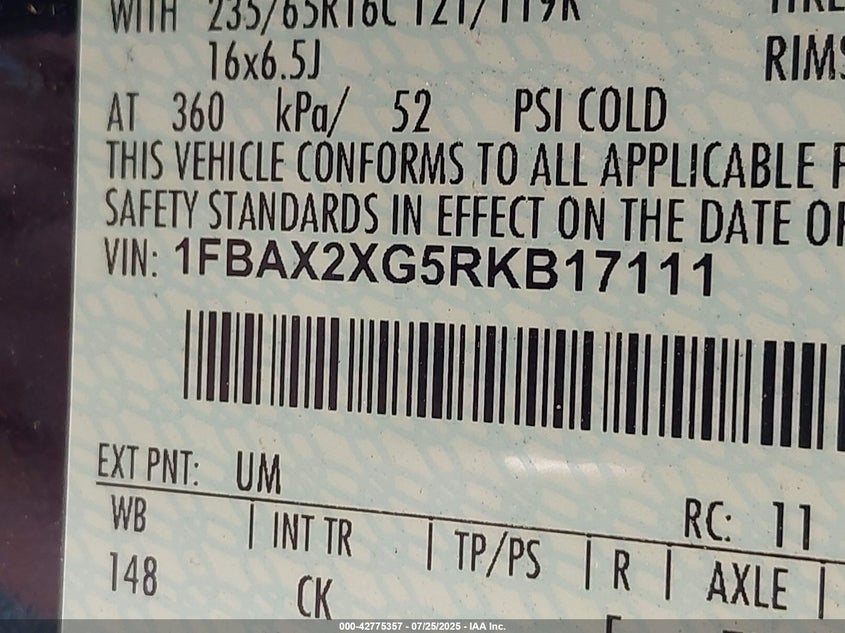 WITH 235/65R16C 121/119R
16x6.5J
RIMS
AT 360 kPa/ 52 PSI COLD
THIS VEHICLE CONFORMS TO ALL APPLICABLE F
SAFETY STANDARDS IN EFFECT ON THE DATE OF
VIN: 1FBAX2XG5RKB17111
EXT PNT: UM
RC: 11
WB | INT TR | TP/PS | R | AXLE |
148 CK
000-42775357 - 07/25/2025 - IAA Inc.